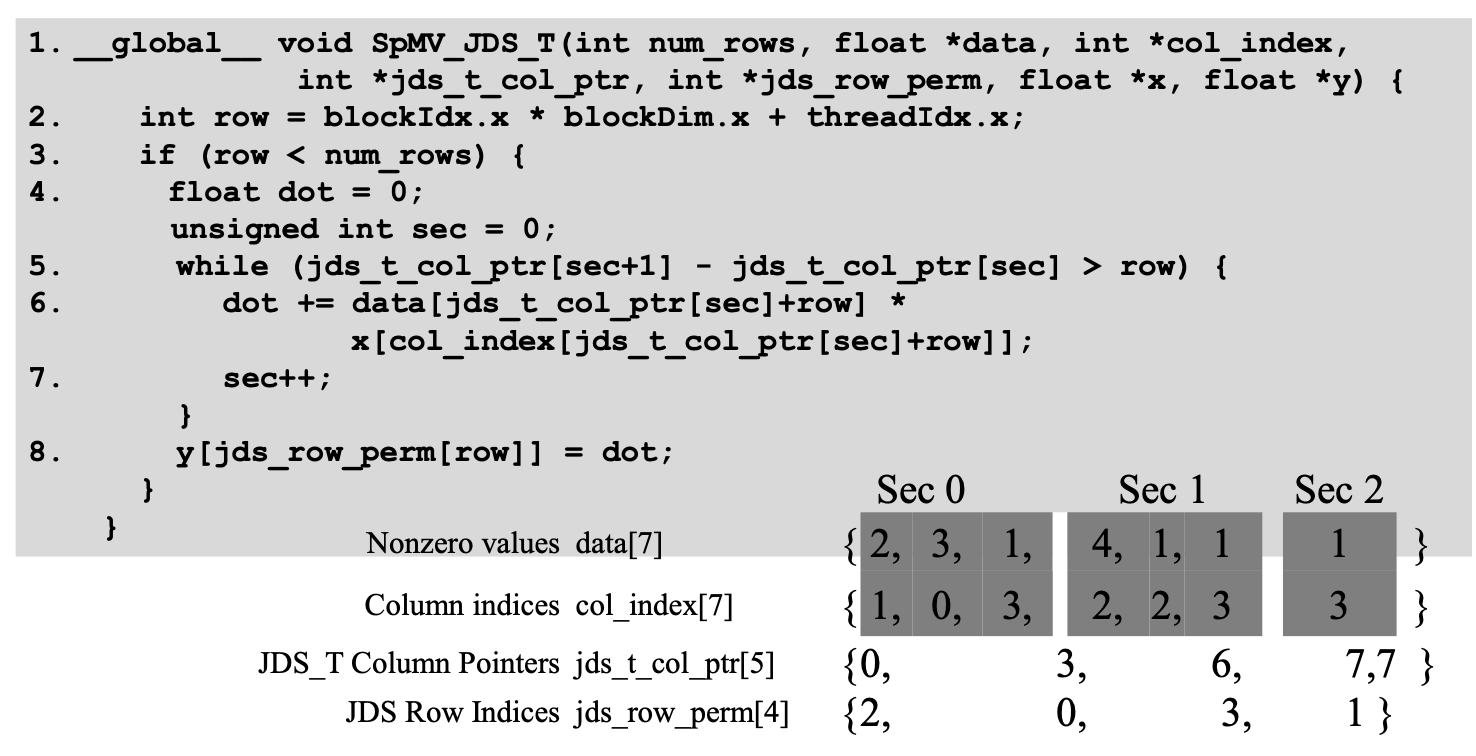 1. __global__ void SpMV_JDS_T(int num_rows, float *data, int *col_index,
int *jds_t_col_ptr, int *jds_row_perm, float *x, float *y) {
2. int row = blockIdx.x * blockDim.x + threadIdx.x;
3. if (row < num_rows) {
4. float dot = 0;
unsigned int sec = 0;
5. while (jds_t_col_ptr[sec+1] - jds_t_col_ptr[sec] > row) {
6. dot += data[jds_t_col_ptr[sec]+row] *
x[col_index[jds_t_col_ptr[sec]+row]];
7. sec++;
}
8. y[jds_row_perm[row]] = dot;
}
}
Sec 0 Sec 1 Sec 2
Nonzero values data[7] {2, 3, 1, 4, 1, 1 1 }
Column indices col_index[7] {1, 0, 3, 2, 2, 3 3 }
JDS_T Column Pointers jds_t_col_ptr[5] {0, 3, 6, 7,7 }
JDS Row Indices jds_row_perm[4] {2, 0, 3, 1 }